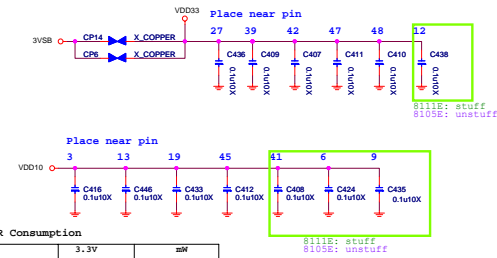 VDD33
Place near pin
3VSB
CP14
X_COPPER
CP6
X_COPPER
27
39
42
47
48
12
C436
0.1u10X
C409
0.1u10X
C407
0.1u10X
C411
0.1u10X
C410
0.1u10X
C438
0.1u10X
8111E: stuff
8105E: unstuff
Place near pin
VDD10
3
13
19
45
41
6
9
C416
0.1u10X
C446
0.1u10X
C433
0.1u10X
C412
0.1u10X
C408
0.1u10X
C424
0.1u10X
C435
0.1u10X
8111E: stuff
8105E: unstuff
R Consumption
3.3V
mW